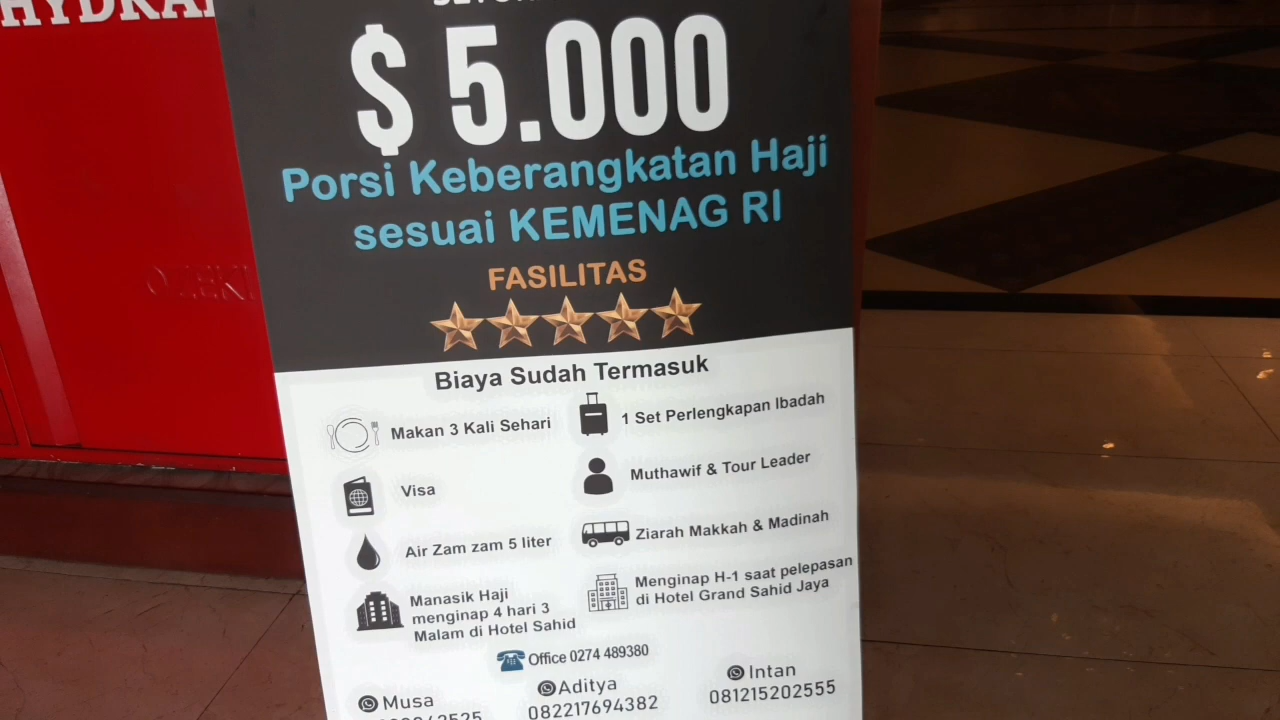 $ 5.000
Porsi Keberangkatan Haji
sesuai KEMENAG RI
FASILITAS
Biaya Sudah Termasuk
Makan 3 Kali Sehari
1 Set Perlengkapan Ibadah
Visa
Muthawif & Tour Leader
Air Zam zam 5 liter
Ziarah Makkah & Madinah
Manasik Haji
menginap 4 hari 3
Malam di Hotel Sahid
Menginap H-1 saat pelepasan
di Hotel Grand Sahid Jaya
Office 0274 489380
Musa
Aditya
082217694382
Intan
081215202555